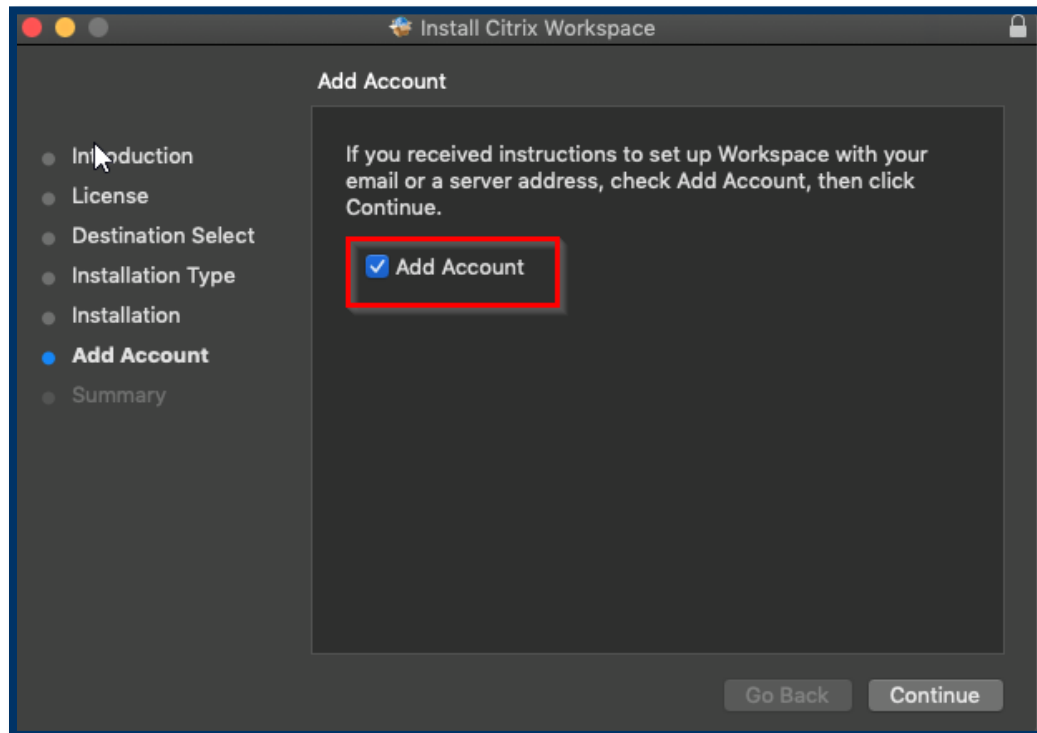 Install Citrix Workspace
Add Account
Introduction
License
Destination Select
Installation Type
Installation
Add Account
Summary
If you received instructions to set up Workspace with your
email or a server address, check Add Account, then click
Continue.
Add Account
Go Back
Continue